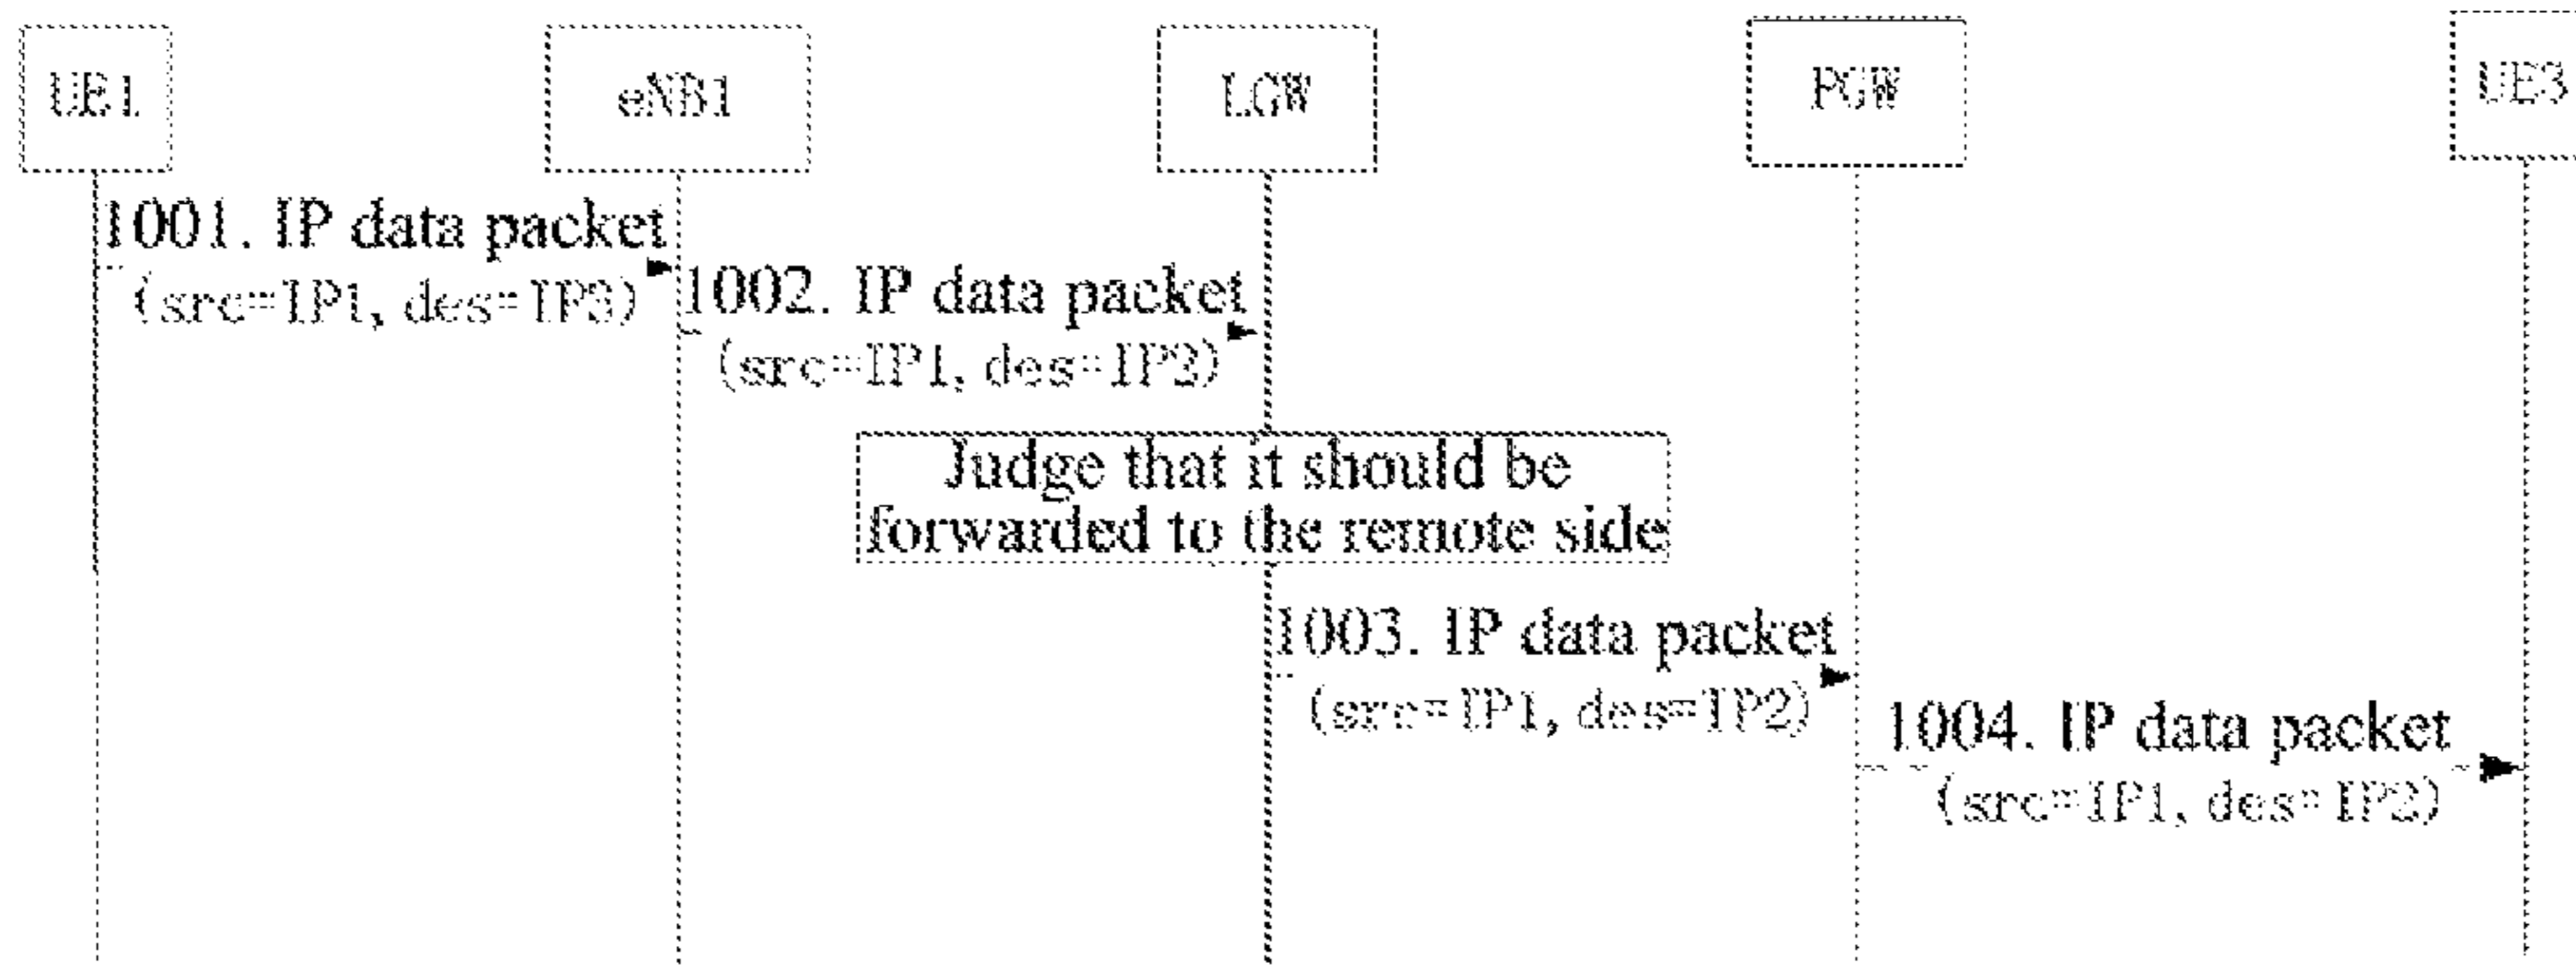 UE1
eNB1
LGW
PGW
UE3
1001. IP data packet
(src=IP1, des=IP3)
1002. IP data packet
(src=IP1, des=IP2)
Judge that it should be
forwarded to the remote side
1003. IP data packet
(src=IP1, des=IP2)
1004. IP data packet
(src=IP1, des=IP2)